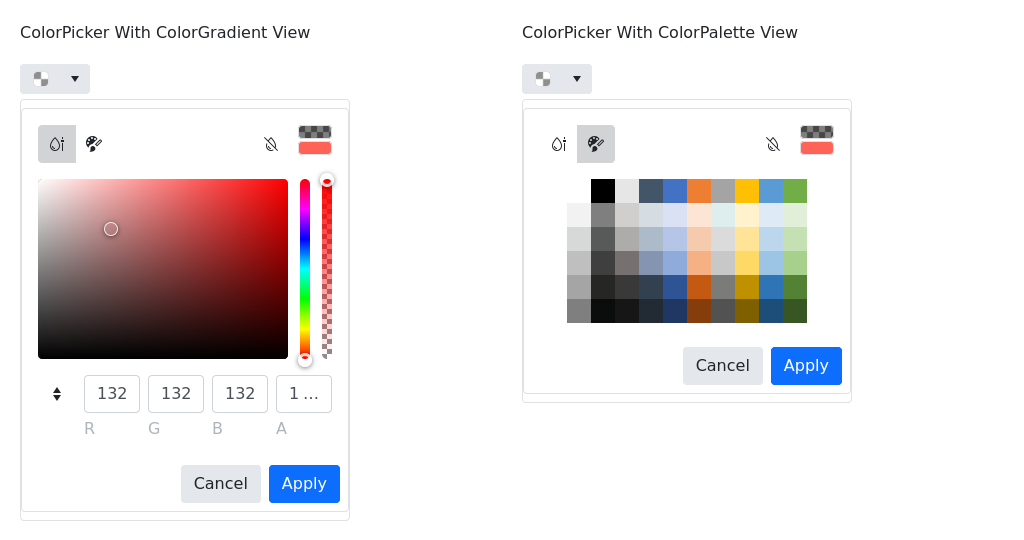 ColorPicker With ColorGradient View
132 132 132 1 ...
R G B A
Cancel Apply
ColorPicker With ColorPalette View
Cancel Apply